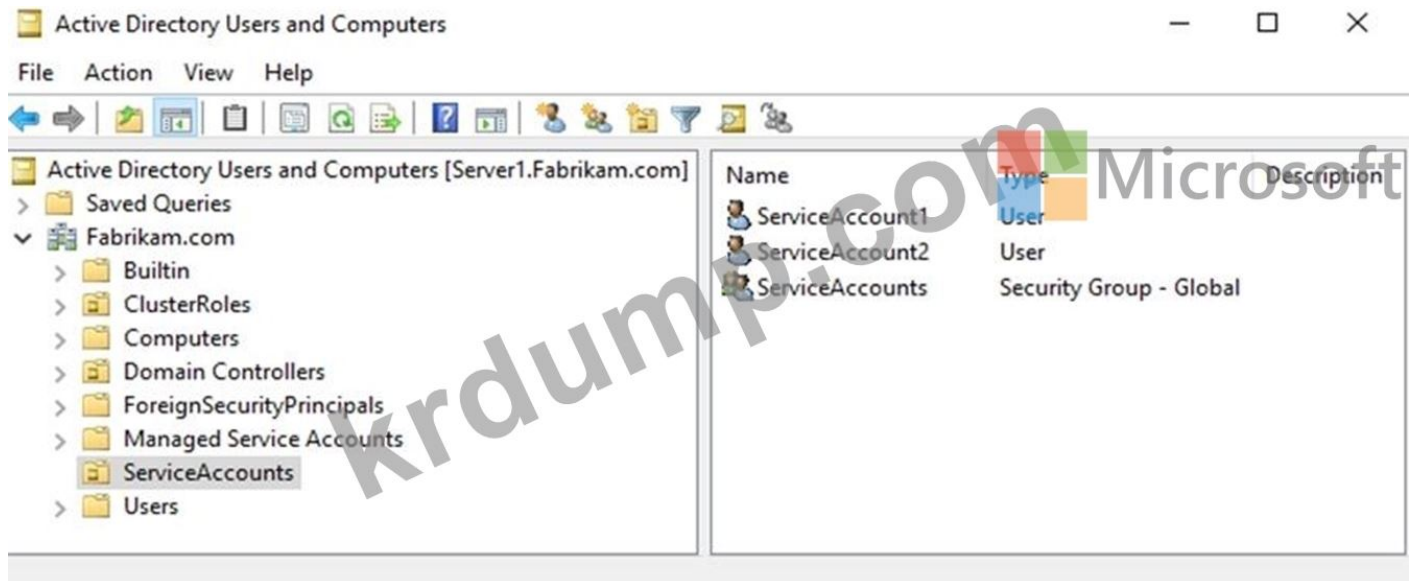 Active Directory Users and Computers
File Action View Help
Active Directory Users and Computers [Server1.Fabrikam.com]
Saved Queries
Fabrikam.com
Builtin
ClusterRoles
Computers
Domain Controllers
ForeignSecurityPrincipals
Managed Service Accounts
ServiceAccounts
Users
Name Type Description
ServiceAccount1 User
ServiceAccount2 User
ServiceAccounts Security Group - Global
krdump.com
Microsoft